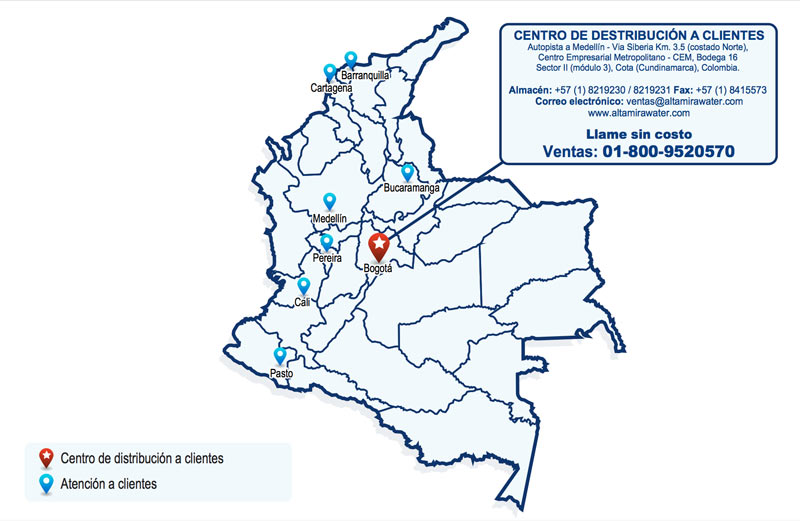 CENTRO DE DISTRIBUCIÓN A CLIENTES
Autopista a Medellín - Via Siberia Km. 3.5 (costado Norte),
Centro Empresarial Metropolitano - CEM, Bodega 16
Sector II (módulo 3), Cota (Cundinamarca), Colombia.
Almacén: +57 (1) 8219230 / 8219231 Fax: +57 (1) 8415573
Correo electrónico: ventas@altamirawater.com
www.altamirawater.com
Llame sin costo
Ventas: 01-800-9520570
Barranquilla
Cartagena
Bucaramanga
Medellín
Pereira
Bogotá
Cali
Pasto
Centro de distribución a clientes
Atención a clientes